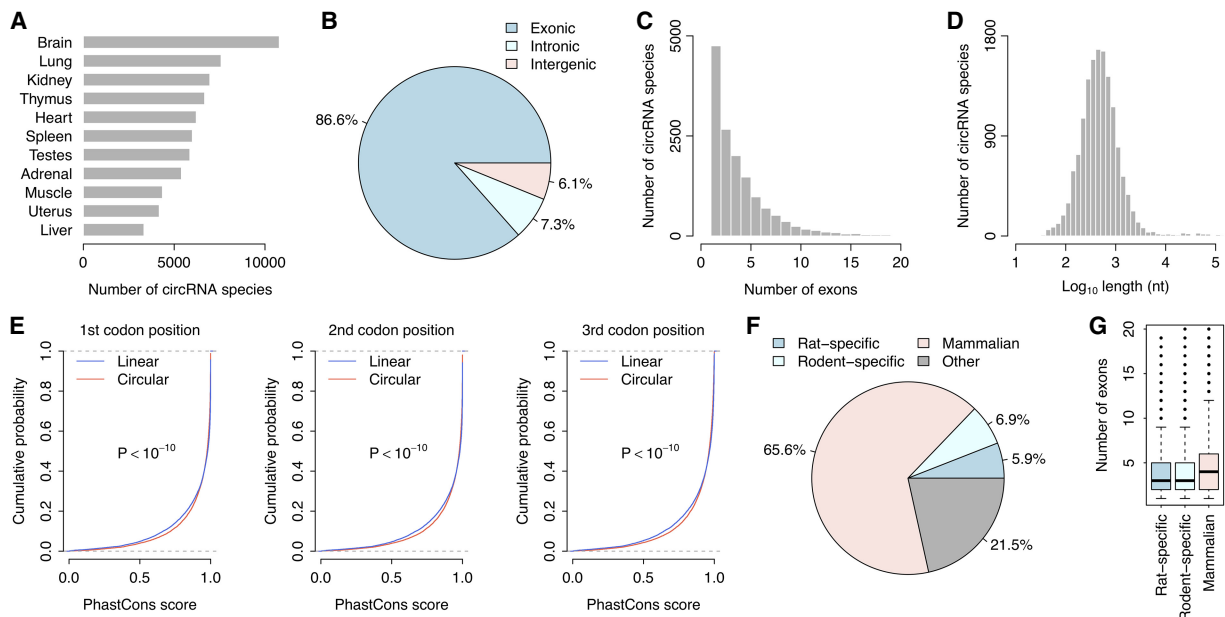 A
Brain
Lung
Kidney
Thymus
Heart
Spleen
Testes
Adrenal
Muscle
Uterus
Liver
0 5000 10000
Number of circRNA species
B
Exonic
Intronic
Intergenic
86.6%
6.1%
7.3%
C
Number of circRNA species
0 2500 5000
0 5 10 15 20
Number of exons
D
Number of circRNA species
0 900 1800
1 2 3 4 5
Log₁₀ length (nt)
E
1st codon position
Linear
Circular
P < 10⁻¹⁰
Cumulative probability
0.0 0.2 0.4 0.6 0.8 1.0
0.0 0.5 1.0
PhastCons score
2nd codon position
Linear
Circular
P < 10⁻¹⁰
Cumulative probability
0.0 0.2 0.4 0.6 0.8 1.0
0.0 0.5 1.0
PhastCons score
3rd codon position
Linear
Circular
P < 10⁻¹⁰
Cumulative probability
0.0 0.2 0.4 0.6 0.8 1.0
0.0 0.5 1.0
PhastCons score
F
Rat−specific
Rodent−specific
Mammalian
Other
65.6%
6.9%
5.9%
21.5%
G
Number of exons
5 10 15 20
Rat−specific
Rodent−specific
Mammalian